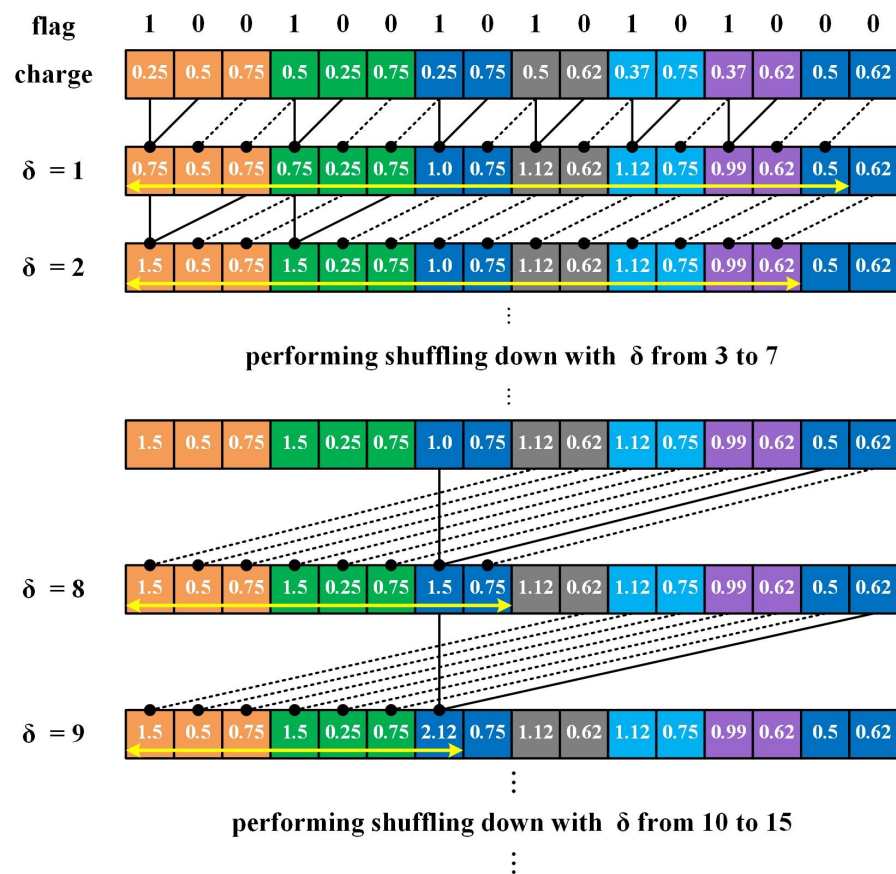 flag 1 0 0 1 0 0 1 0 1 0 1 0 1 0 0 0
charge 0.25 0.5 0.75 0.5 0.25 0.75 0.25 0.75 0.5 0.62 0.37 0.75 0.37 0.62 0.5 0.62
δ = 1 0.75 0.5 0.75 0.75 0.25 0.75 1.0 0.75 1.12 0.62 1.12 0.75 0.99 0.62 0.5 0.62
δ = 2 1.5 0.5 0.75 1.5 0.25 0.75 1.0 0.75 1.12 0.62 1.12 0.75 0.99 0.62 0.5 0.62
⋮
performing shuffling down with δ from 3 to 7
⋮
1.5 0.5 0.75 1.5 0.25 0.75 1.0 0.75 1.12 0.62 1.12 0.75 0.99 0.62 0.5 0.62
δ = 8 1.5 0.5 0.75 1.5 0.25 0.75 1.5 0.75 1.12 0.62 1.12 0.75 0.99 0.62 0.5 0.62
δ = 9 1.5 0.5 0.75 1.5 0.25 0.75 2.12 0.75 1.12 0.62 1.12 0.75 0.99 0.62 0.5 0.62
⋮
performing shuffling down with δ from 10 to 15
⋮